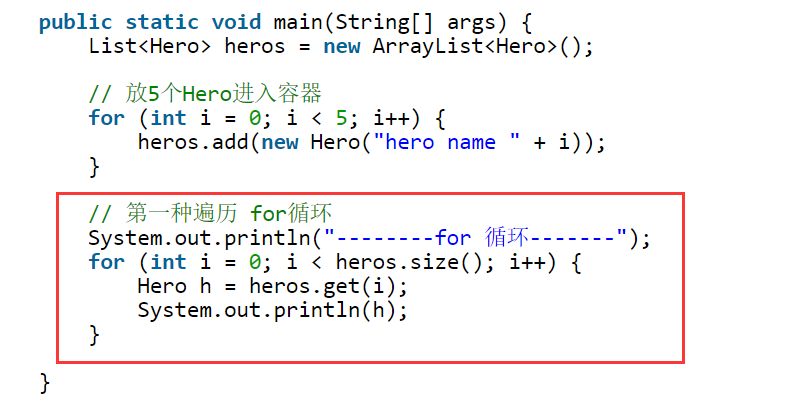 public static void main(String[] args) {
List<Hero> heros = new ArrayList<Hero>();
// 放5个Hero进入容器
for (int i = 0; i < 5; i++) {
heros.add(new Hero("hero name " + i));
}
// 第一种遍历 for循环
System.out.println("--------for 循环-------");
for (int i = 0; i < heros.size(); i++) {
Hero h = heros.get(i);
System.out.println(h);
}
}